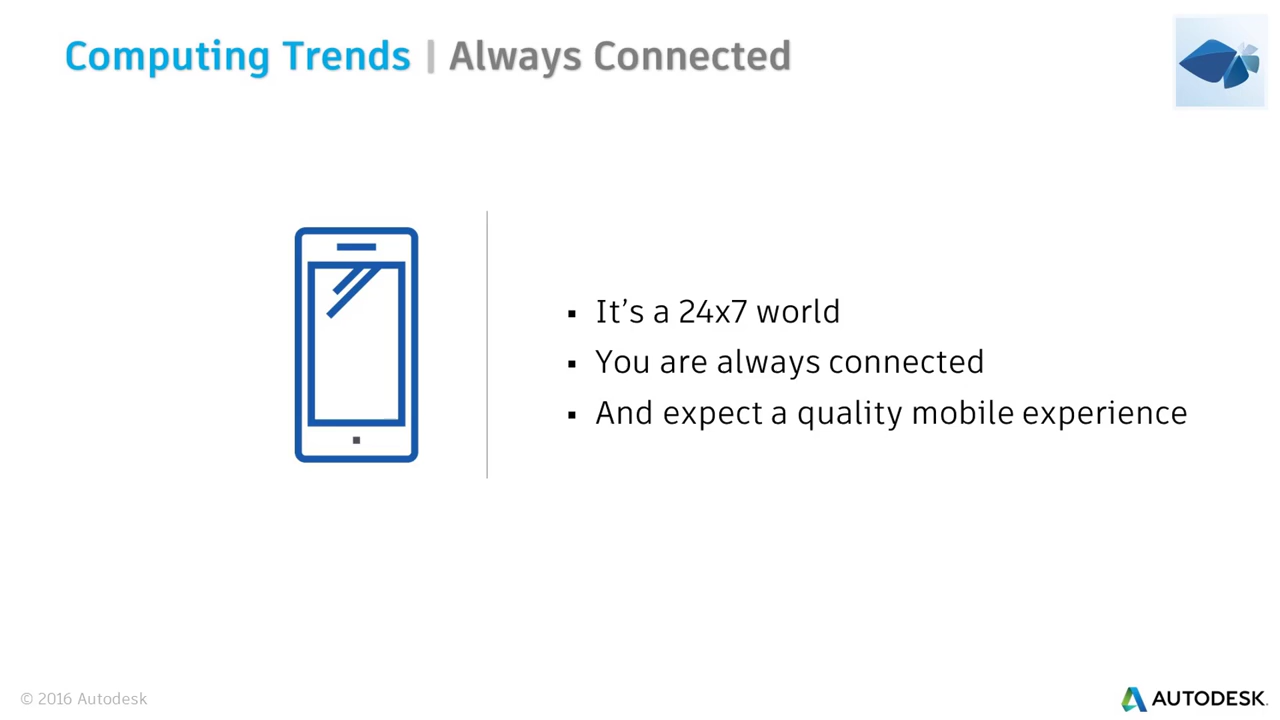 Computing Trends | Always Connected
▪ It’s a 24x7 world
▪ You are always connected
▪ And expect a quality mobile experience
© 2016 Autodesk
AUTODESK.